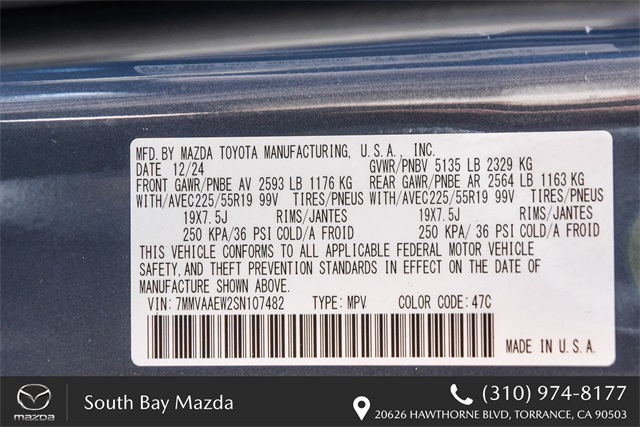 MFD. BY MAZDA TOYOTA MANUFACTURING, U.S.A., INC.
DATE 12/24 GVWR/PNBV 5135 LB 2329 KG
FRONT GAWR/PNBE AV 2593 LB 1176 KG REAR GAWR/PNBE AR 2564 LB 1163 KG
WITH/AVEC225/55R19 99V TIRES/PNEUS WITH/AVEC225/55R19 99V TIRES/PNEUS
19X7.5J RIMS/JANTES 19X7.5J RIMS/JANTES
250 KPA/36 PSI COLD/A FROID 250 KPA/ 36 PSI COLD/A FROID
THIS VEHICLE CONFORMS TO ALL APPLICABLE FEDERAL MOTOR VEHICLE
SAFETY, AND THEFT PREVENTION STANDARDS IN EFFECT ON THE DATE OF
MANUFACTURE SHOWN ABOVE.
VIN: 7MMVAAEW2SN107482 TYPE: MPV COLOR CODE: 47C
MADE IN U.S.A.
mazda
South Bay Mazda
(310) 974-8177
20626 HAWTHORNE BLVD, TORRANCE, CA 90503